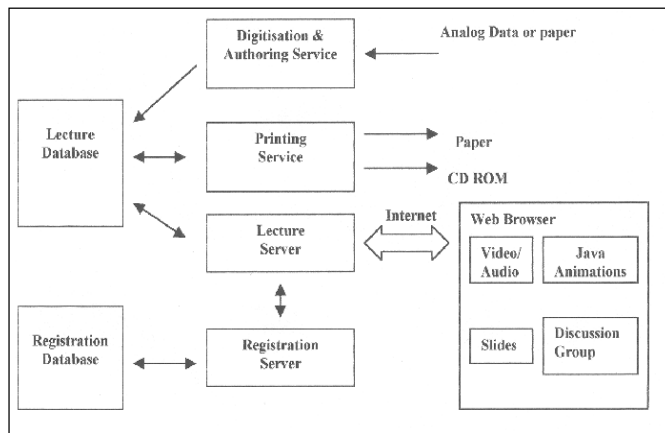 Digitisation &
Authoring Service
Analog Data or paper
Lecture
Database
Printing
Service
Paper
CD ROM
Lecture
Server
Internet
Web Browser
Video/
Audio
Java
Animations
Slides
Discussion
Group
Registration
Database
Registration
Server